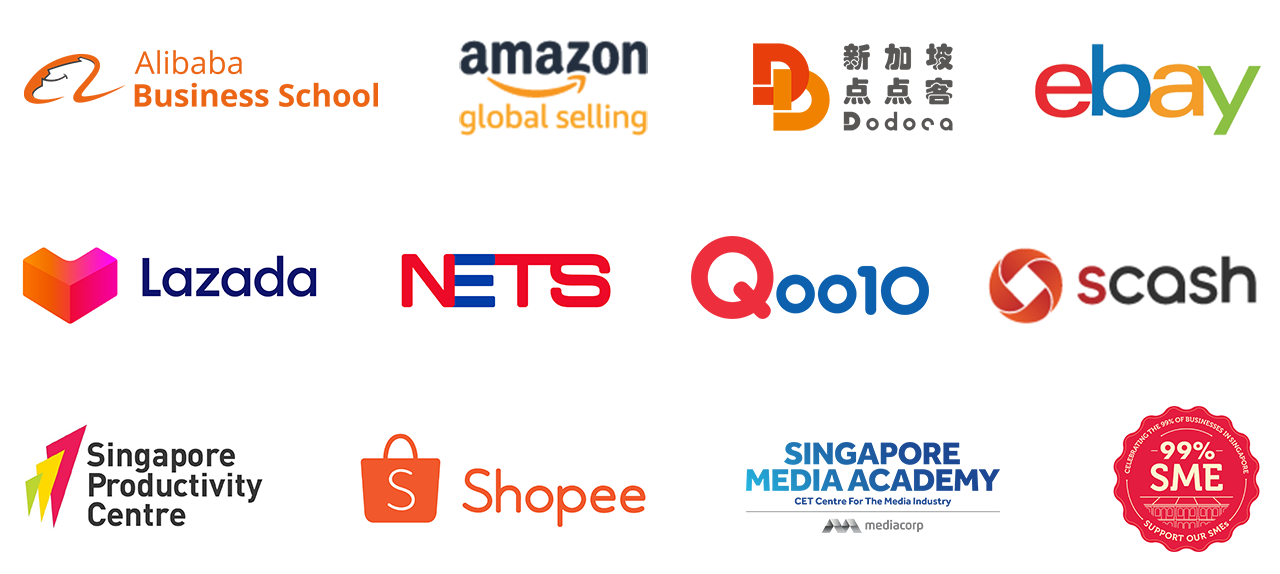 Alibaba
Business School
amazon
global selling
新加坡
点点客
Dodoca
ebay
Lazada
NETS
Qoo10
scash
Singapore
Productivity
Centre
S
Shopee
SINGAPORE
MEDIA ACADEMY
CET Centre For The Media Industry
mediacorp
CELEBRATING THE 99% OF BUSINESSES IN SINGAPORE
99%
SME
SUPPORT OUR SMEs